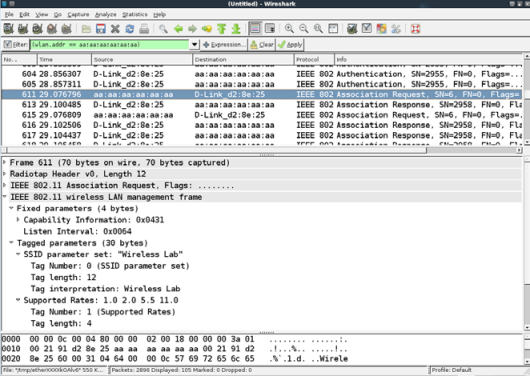 (Untitled) - Wireshark
File Edit View Go Capture Analyze Statistics Help
Filter: (wlan.addr == aa:aa:aa:aa:aa:aa) Expression... Clear Apply
No. . Time Source Destination Protocol Info
604 28.856307 D-Link_d2:8e:25 aa:aa:aa:aa:aa:aa IEEE 802 Authentication, SN=2955, FN=0, Flags=
605 28.857311 D-Link_d2:8e:25 aa:aa:aa:aa:aa:aa IEEE 802 Authentication, SN=2955, FN=0, Flags=
611 29.076796 aa:aa:aa:aa:aa:aa D-Link_d2:8e:25 IEEE 802 Association Request, SN=6, FN=0, Flags=
613 29.100485 D-Link_d2:8e:25 aa:aa:aa:aa:aa:aa IEEE 802 Association Response, SN=2958, FN=0, Fla
615 29.076809 aa:aa:aa:aa:aa:aa D-Link_d2:8e:25 IEEE 802 Association Request, SN=6, FN=0, Flags=
616 29.102506 D-Link_d2:8e:25 aa:aa:aa:aa:aa:aa IEEE 802 Association Response, SN=2958, FN=0, Fla
617 29.104437 D-Link_d2:8e:25 aa:aa:aa:aa:aa:aa IEEE 802 Association Response, SN=2958, FN=0, Fla
Frame 611 (70 bytes on wire, 70 bytes captured)
Radiotap Header v0, Length 12
IEEE 802.11 Association Request, Flags: ........
IEEE 802.11 wireless LAN management frame
Fixed parameters (4 bytes)
Capability Information: 0x0431
Listen Interval: 0x0064
Tagged parameters (30 bytes)
SSID parameter set: "Wireless Lab"
Tag Number: 0 (SSID parameter set)
Tag length: 12
Tag interpretation: Wireless Lab
Supported Rates: 1.0 2.0 5.5 11.0
Tag Number: 1 (Supported Rates)
Tag length: 4
0000 00 00 0c 00 04 80 00 00 02 00 18 00 00 00 3a 01
0010 00 21 91 d2 8e 25 aa aa aa aa aa aa 00 21 91 d2
0020 8e 25 60 00 31 04 64 00 00 0c 57 69 72 65 6c 65 .%`.1.d. ..Wirele
Packets: 2896 Displayed: 105 Marked: 0 Dropped: 0
Profile: Default